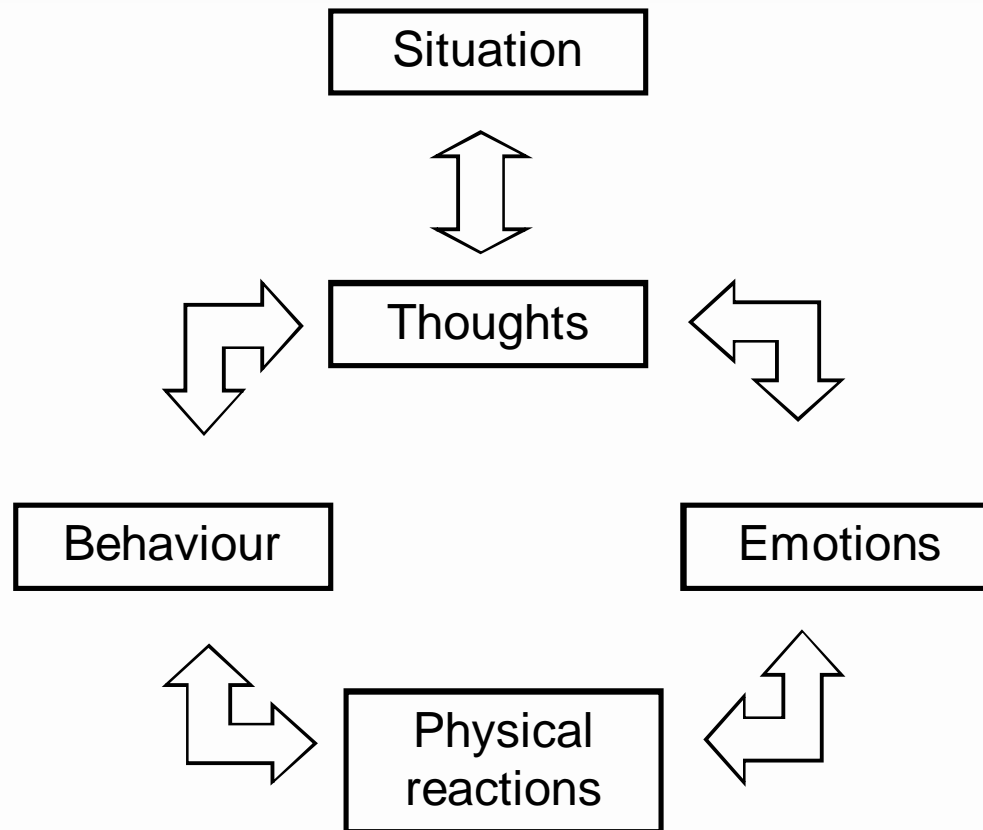 Situation
Thoughts
Behaviour
Emotions
Physical
reactions